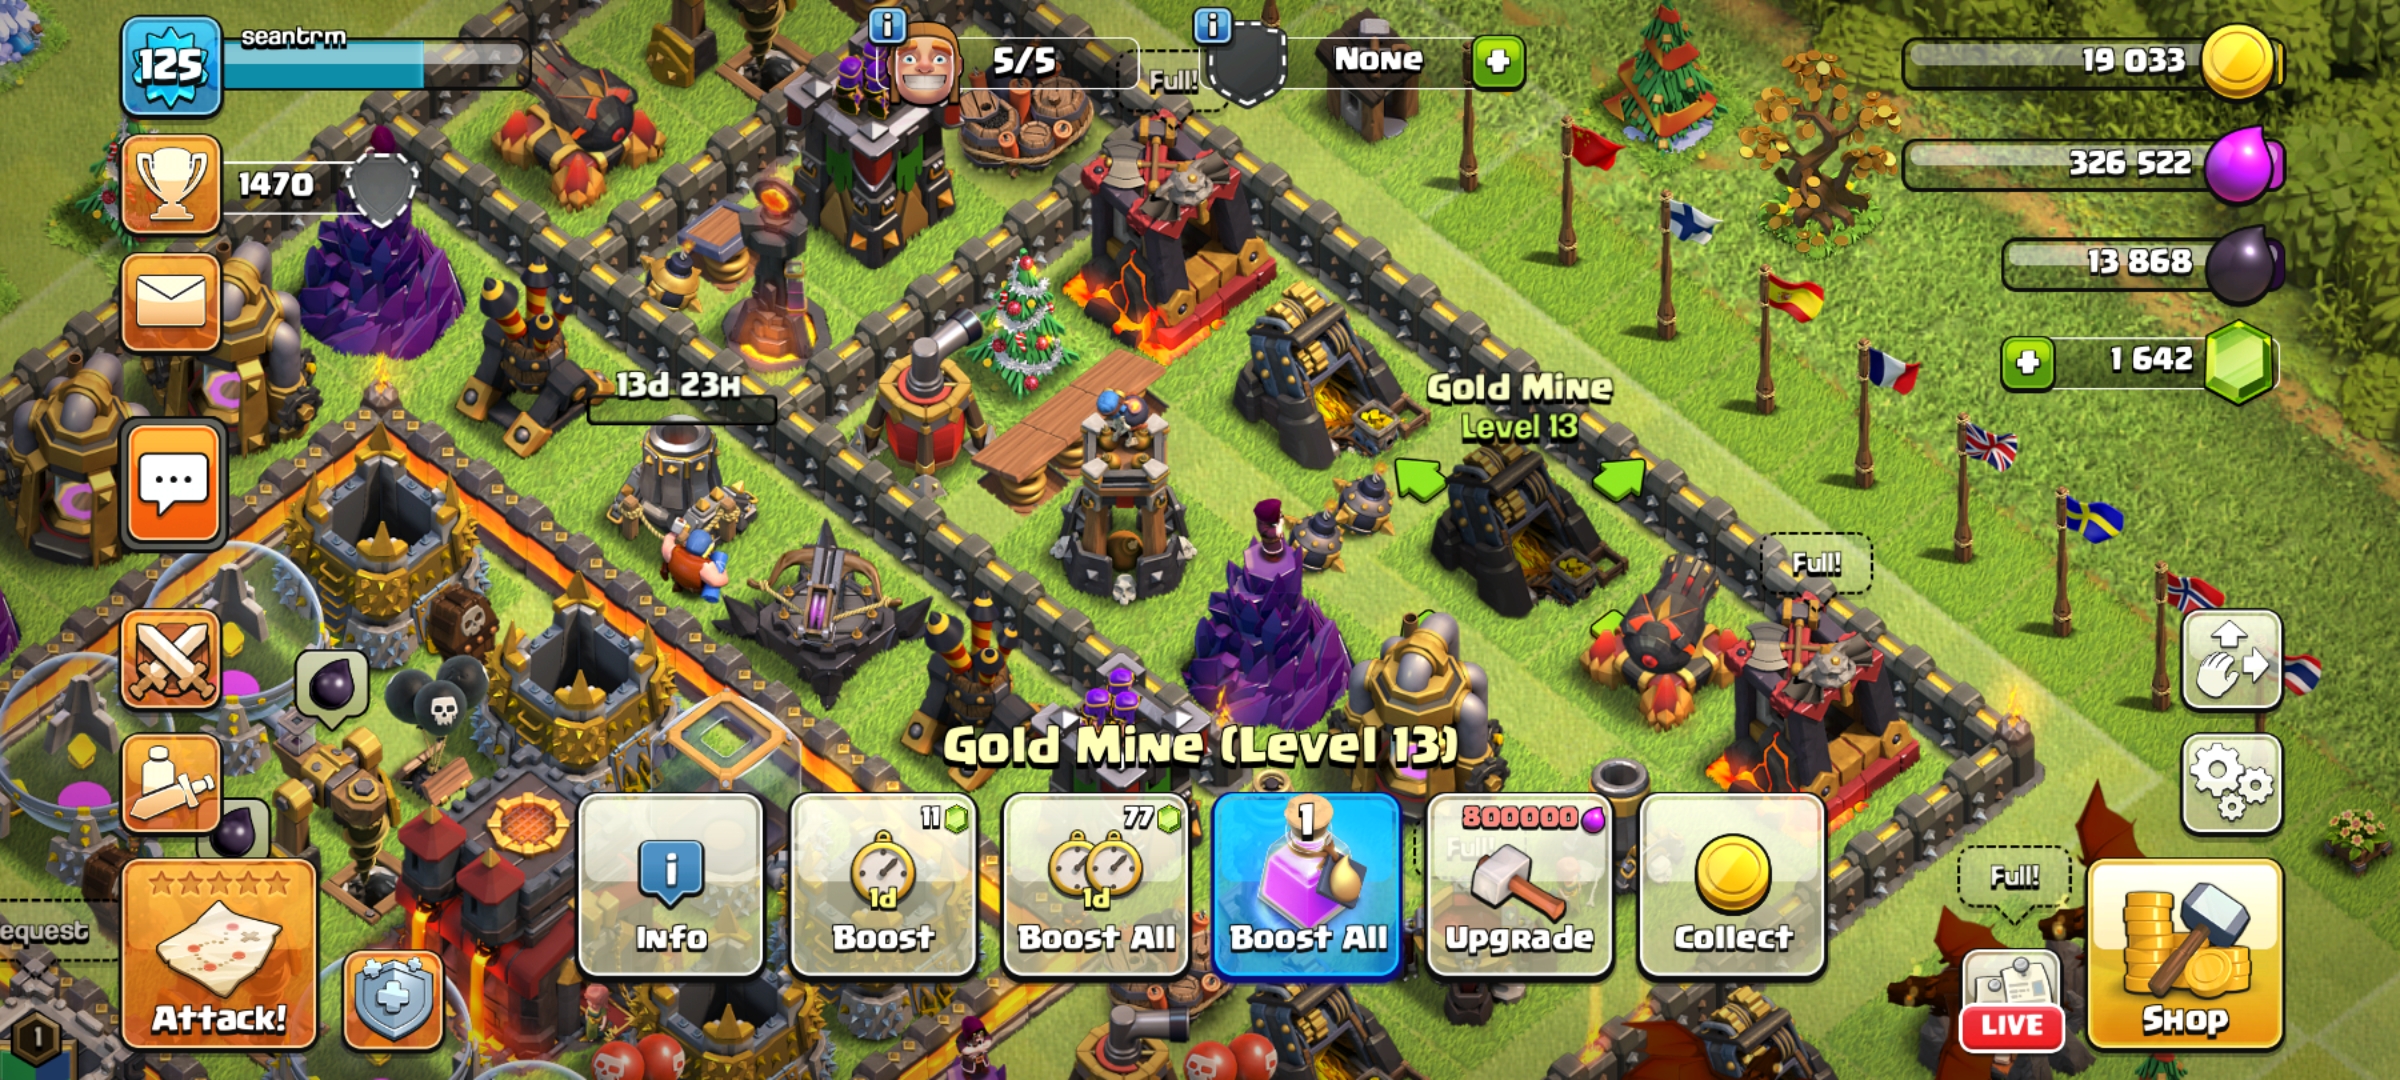 125
seantrm
5/5
Full!
None
19 033
1470
326 522
13 868
1 642
13d 23h
Gold Mine
Level 13
Full!
Gold Mine (Level 13)
11
77
1
800000
Full!
1d
1d
Info
Boost
Boost All
Boost All
Upgrade
Collect
Full!
equest
Attack!
LIVE
Shop
1